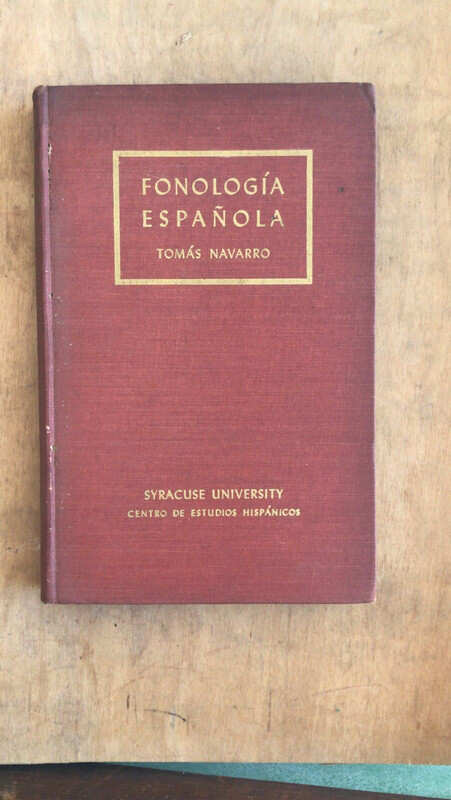 FONOLOGÍA
ESPAÑOLA
TOMÁS NAVARRO
SYRACUSE UNIVERSITY
CENTRO DE ESTUDIOS HISPÁNICOS